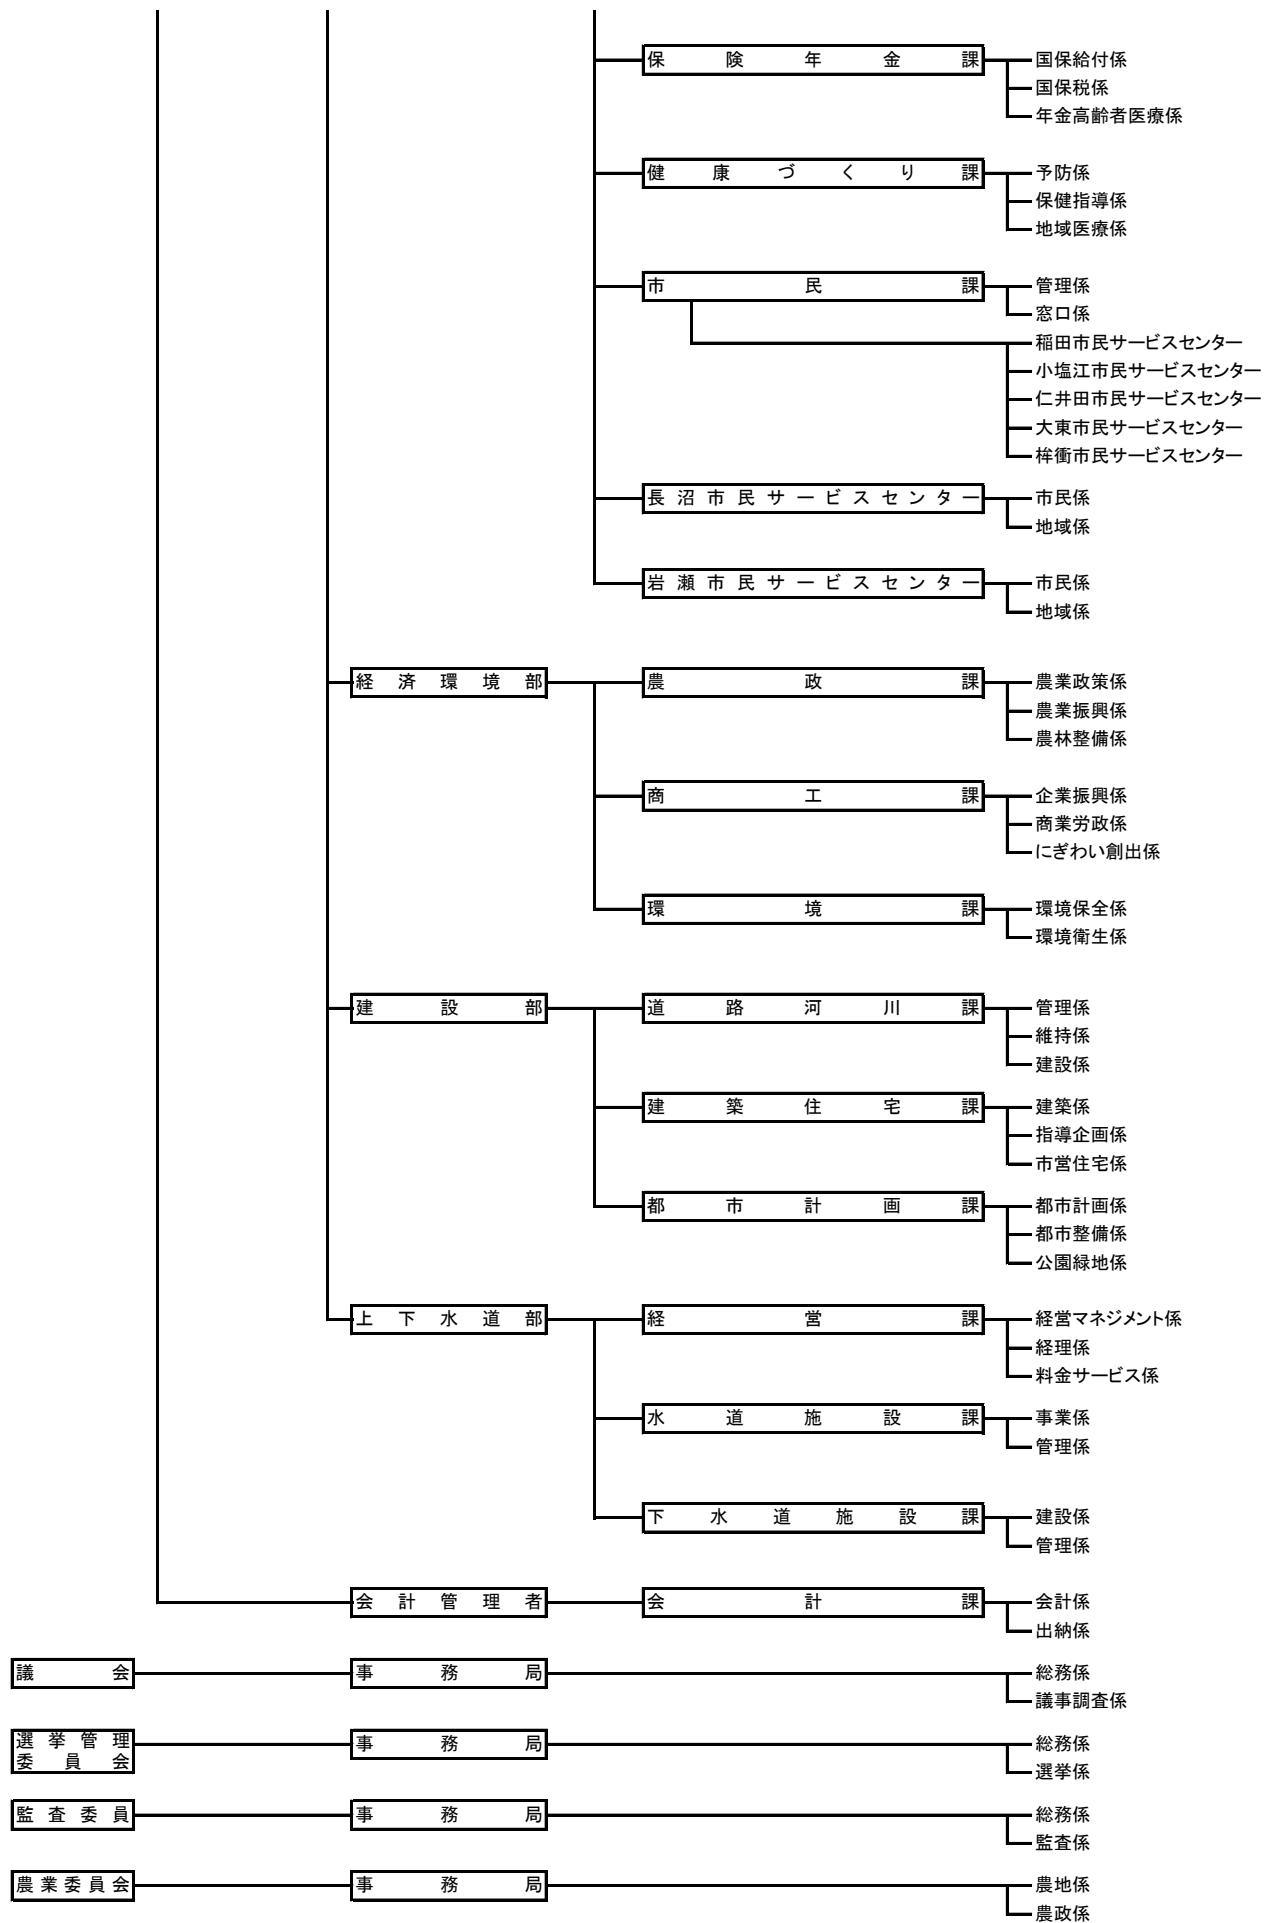 保険年金課 国保給付係
国保税係
年金高齢者医療係
健康づくり課 予防係
保健指導係
地域医療係
市民課 管理係
窓口係
稲田市民サービスセンター
小塩江市民サービスセンター
仁井田市民サービスセンター
大東市民サービスセンター
桙衝市民サービスセンター
長沼市民サービスセンター 市民係
地域係
岩瀬市民サービスセンター 市民係
地域係
経済環境部 農政課 農業政策係
農業振興係
農林整備係
商工課 企業振興係
商業労政係
にぎわい創出係
環境課 環境保全係
環境衛生係
建設部 道路河川課 管理係
維持係
建設係
建築住宅課 建築係
指導企画係
市営住宅係
都市計画課 都市計画係
都市整備係
公園緑地係
上下水道部 経営課 経営マネジメント係
経理係
料金サービス係
水道施設課 事業係
管理係
下水道施設課 建設係
管理係
会計管理者 会計課 会計係
出納係
議会 事務局 総務係
議事調査係
選挙管理
委員会 事務局 総務係
選挙係
監査委員 事務局 総務係
監査係
農業委員会 事務局 農地係
農政係